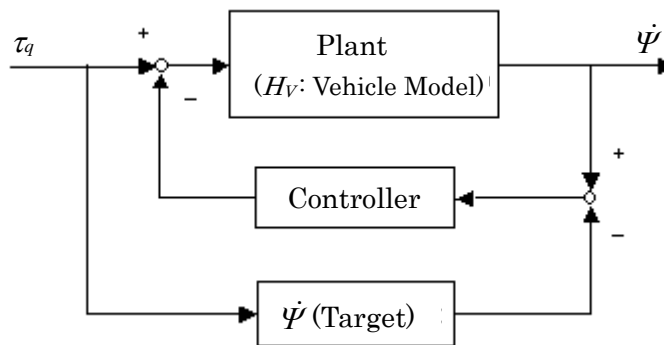 τq
+
−
Plant
(HV: Vehicle Model)
Ψ̇
+
Controller
−
Ψ̇ (Target)